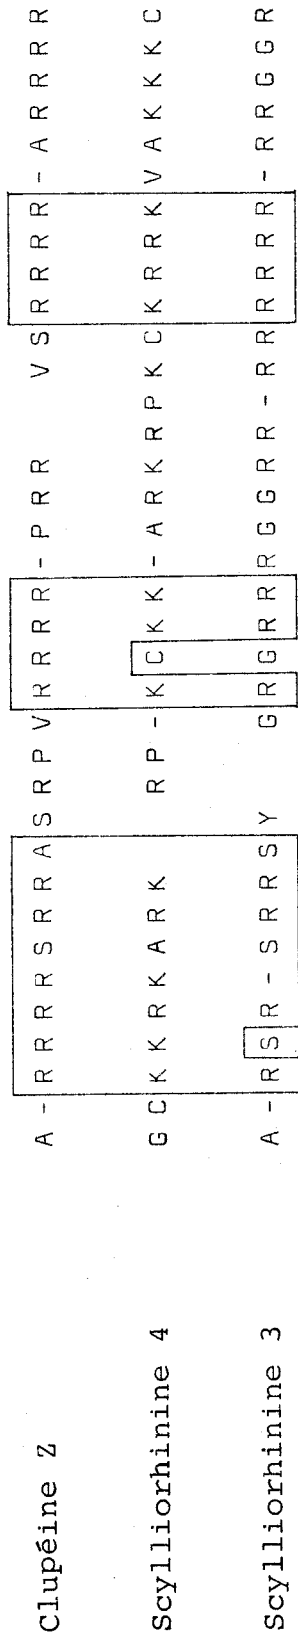 Clupéine Z A - R R R R S R R A S R P V R R R R - P R R V S R R R R R - A R R R R
Scylliorhinine 4 G C K K R K A R K R P - K C K K - A R K R P K C K R R K V A K K K C
Scylliorhinine 3 A - R S R - S R R S Y G R G R R R G G R R - R R R R R R R - R R G G R